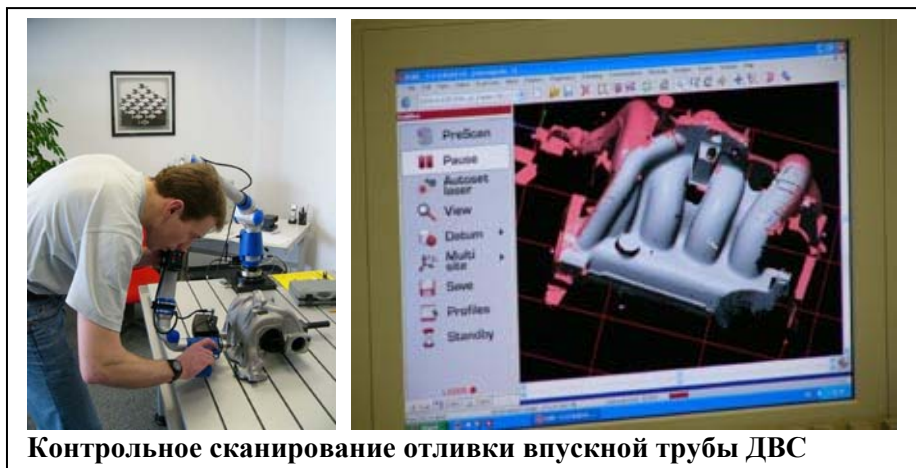 PreScan
Pause
Autoset
laser
View
Datum
Multi
site
Save
Profiles
Standby
Контрольное сканирование отливки впускной трубы ДВС